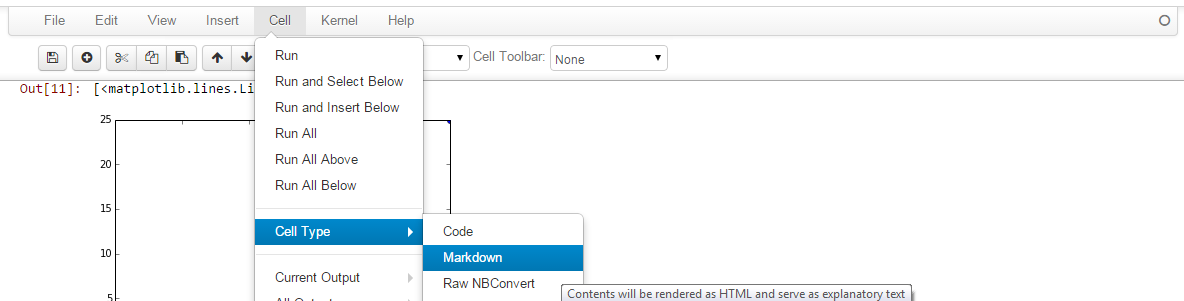 File Edit View Insert Cell Kernel Help
Cell Toolbar: None
Run
Run and Select Below
Run and Insert Below
Run All
Run All Above
Run All Below
Cell Type
Current Output
Code
Markdown
Raw NBConvert
Contents will be rendered as HTML and serve as explanatory text
Out[11]: [<matplotlib.lines.Li
25
20
15
10
5